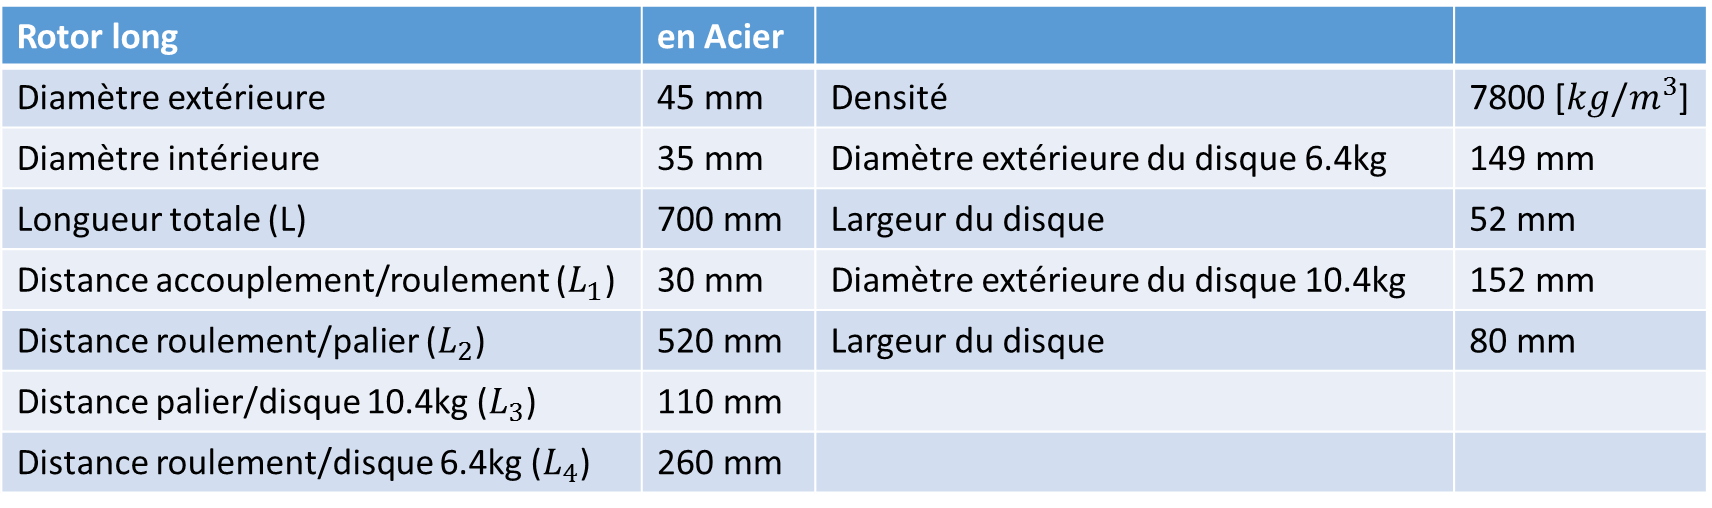 Rotor long en Acier
Diamètre extérieure 45 mm Densité 7800 [kg/m³]
Diamètre intérieure 35 mm Diamètre extérieure du disque 6.4kg 149 mm
Longueur totale (L) 700 mm Largeur du disque 52 mm
Distance accouplement/roulement (L₁) 30 mm Diamètre extérieure du disque 10.4kg 152 mm
Distance roulement/palier (L₂) 520 mm Largeur du disque 80 mm
Distance palier/disque 10.4kg (L₃) 110 mm
Distance roulement/disque 6.4kg (L₄) 260 mm